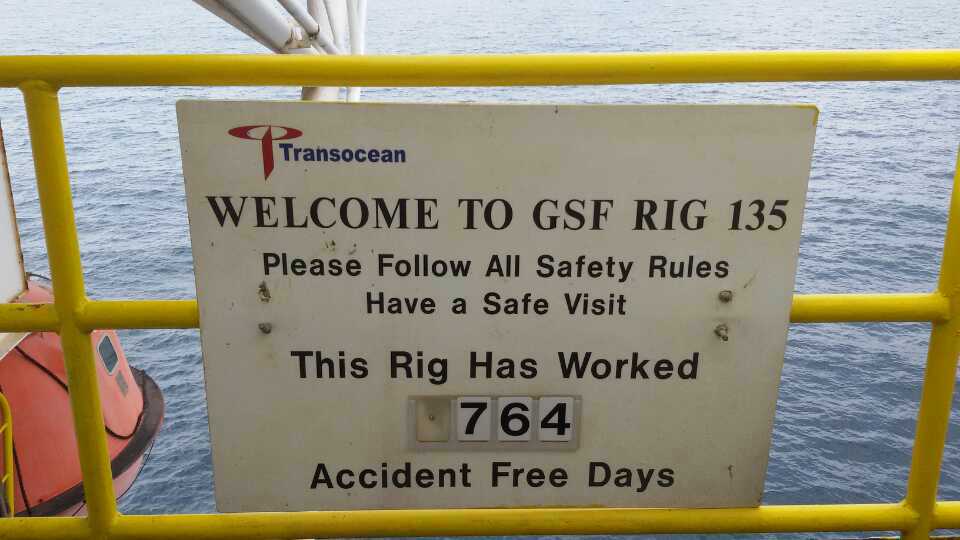 Transocean
WELCOME TO GSF RIG 135
Please Follow All Safety Rules
Have a Safe Visit
This Rig Has Worked
764
Accident Free Days